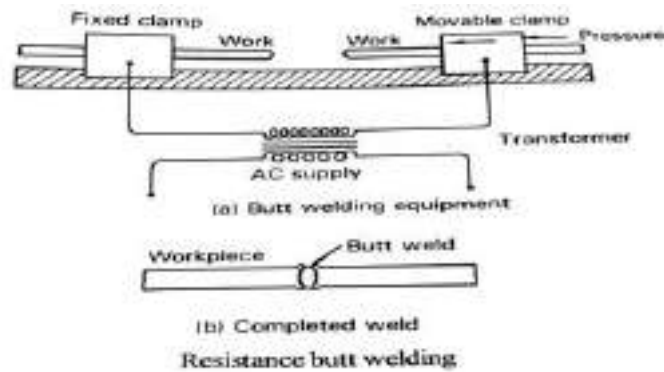 Fixed clamp
Movable clamp
Work
Work
Pressure
Transformer
AC supply
(a) Butt welding equipment
Butt weld
Workpiece
(b) Completed weld
Resistance butt welding